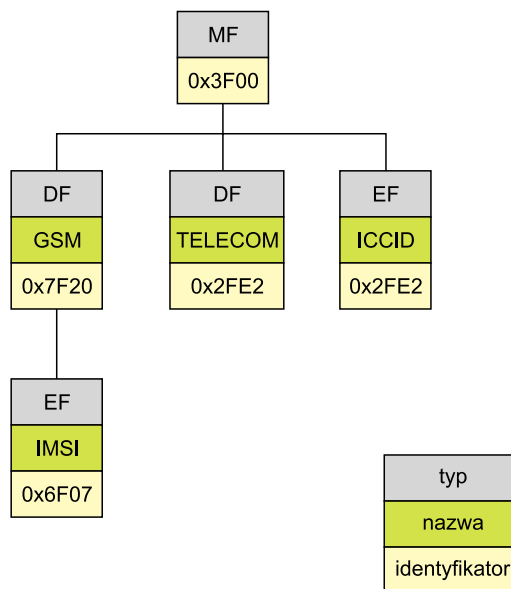 MF
0x3F00
DF
GSM
0x7F20
DF
TELECOM
0x2FE2
EF
ICCID
0x2FE2
EF
IMSI
0x6F07
typ
nazwa
identyfikator